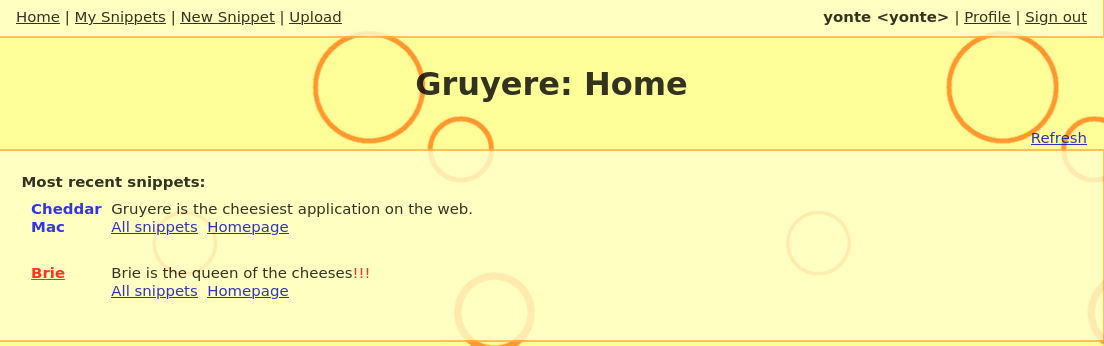 Home | My Snippets | New Snippet | Upload
yonte <yonte> | Profile | Sign out
Gruyere: Home
Refresh
Most recent snippets:
Cheddar Gruyere is the cheesiest application on the web.
Mac All snippets Homepage
Brie Brie is the queen of the cheeses!!!
All snippets Homepage